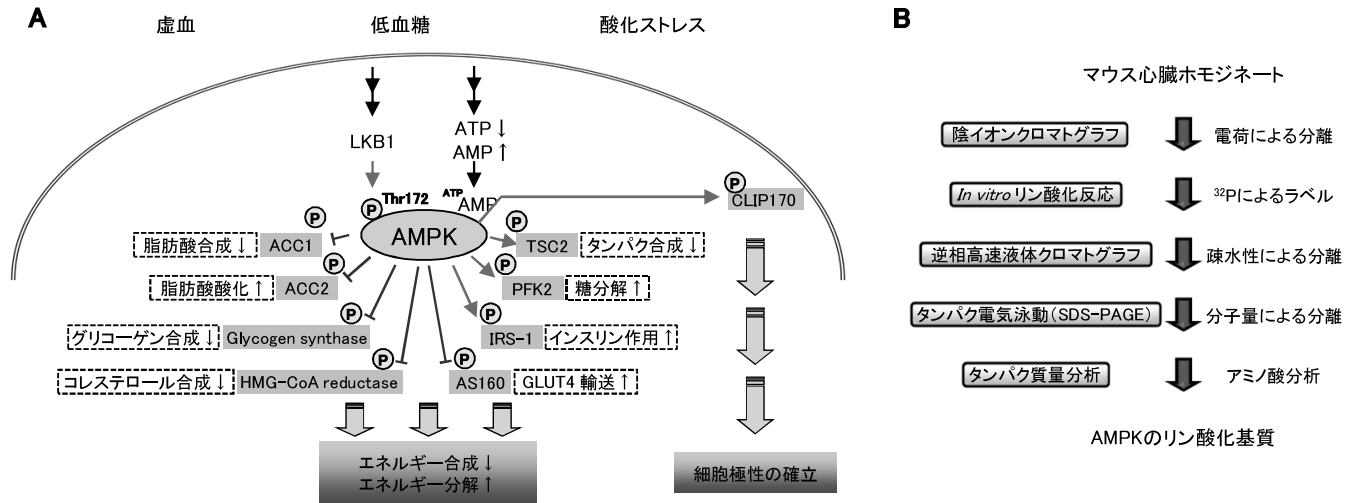 A
虚血
低血糖
酸化ストレス
LKB1
ATP↓
AMP↑
P
Thr172
ATP
AMP
AMPK
P
CLIP170
P
脂肪酸合成↓
ACC1
P
脂肪酸酸化↑
ACC2
P
グリコーゲン合成↓
Glycogen synthase
P
コレステロール合成↓
HMG-CoA reductase
P
TSC2
タンパク合成↓
P
PFK2
糖分解↑
P
IRS-1
インスリン作用↑
P
AS160
GLUT4 輸送↑
エネルギー合成↓
エネルギー分解↑
細胞極性の確立
B
マウス心臓ホモジネート
陰イオンクロマトグラフ
電荷による分離
In vitro リン酸化反応
32Pによるラベル
逆相高速液体クロマトグラフ
疎水性による分離
タンパク電気泳動(SDS-PAGE)
分子量による分離
タンパク質量分析
アミノ酸分析
AMPKのリン酸化基質